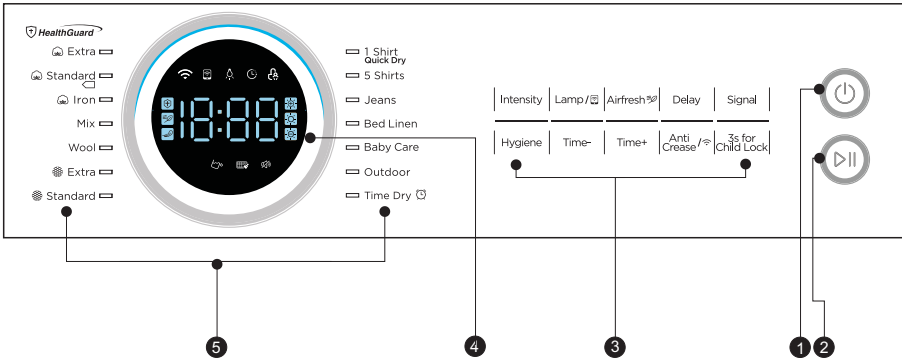 HealthGuard
Extra
Standard
Iron
Mix
Wool
Extra
Standard
18:88
1 Shirt
Quick Dry
5 Shirts
Jeans
Bed Linen
Baby Care
Outdoor
Time Dry
Intensity Lamp/ Airfresh Delay Signal
Hygiene Time- Time+ Anti Crease/ 3s for Child Lock
1
2
3
4
5